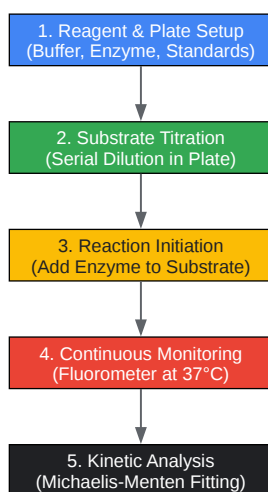 1. Reagent & Plate Setup
(Buffer, Enzyme, Standards)
2. Substrate Titration
(Serial Dilution in Plate)
3. Reaction Initiation
(Add Enzyme to Substrate)
4. Continuous Monitoring
(Fluorometer at 37°C)
5. Kinetic Analysis
(Michaelis-Menten Fitting)